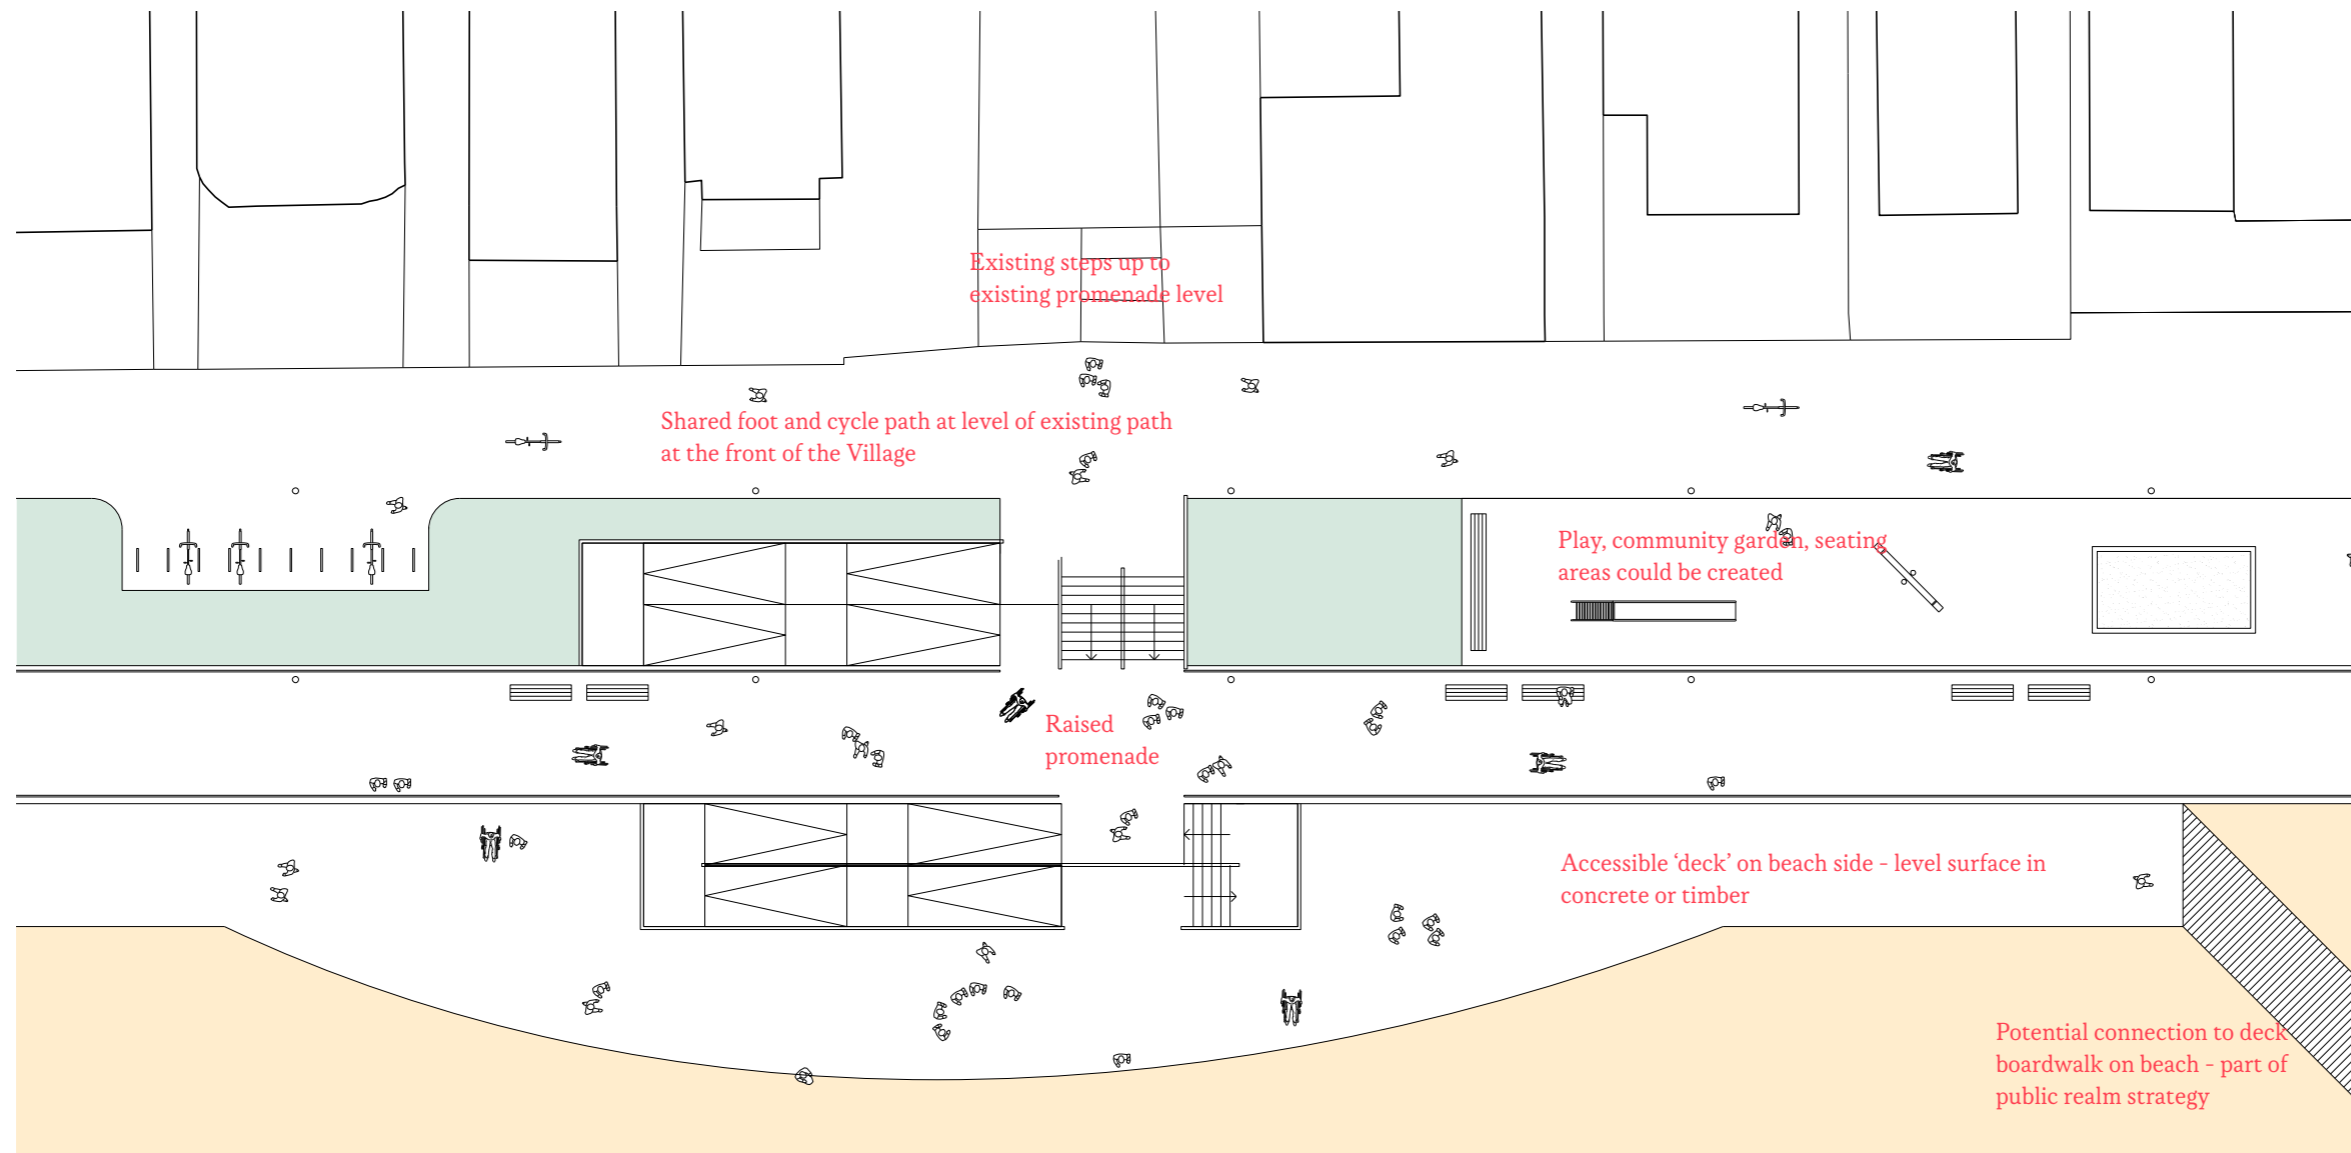 Existing steps up to
existing promenade level
Shared foot and cycle path at level of existing path
at the front of the Village
Play, community garden, seating
areas could be created
Raised
promenade
Accessible ‘deck’ on beach side - level surface in
concrete or timber
Potential connection to deck
boardwalk on beach - part of
public realm strategy